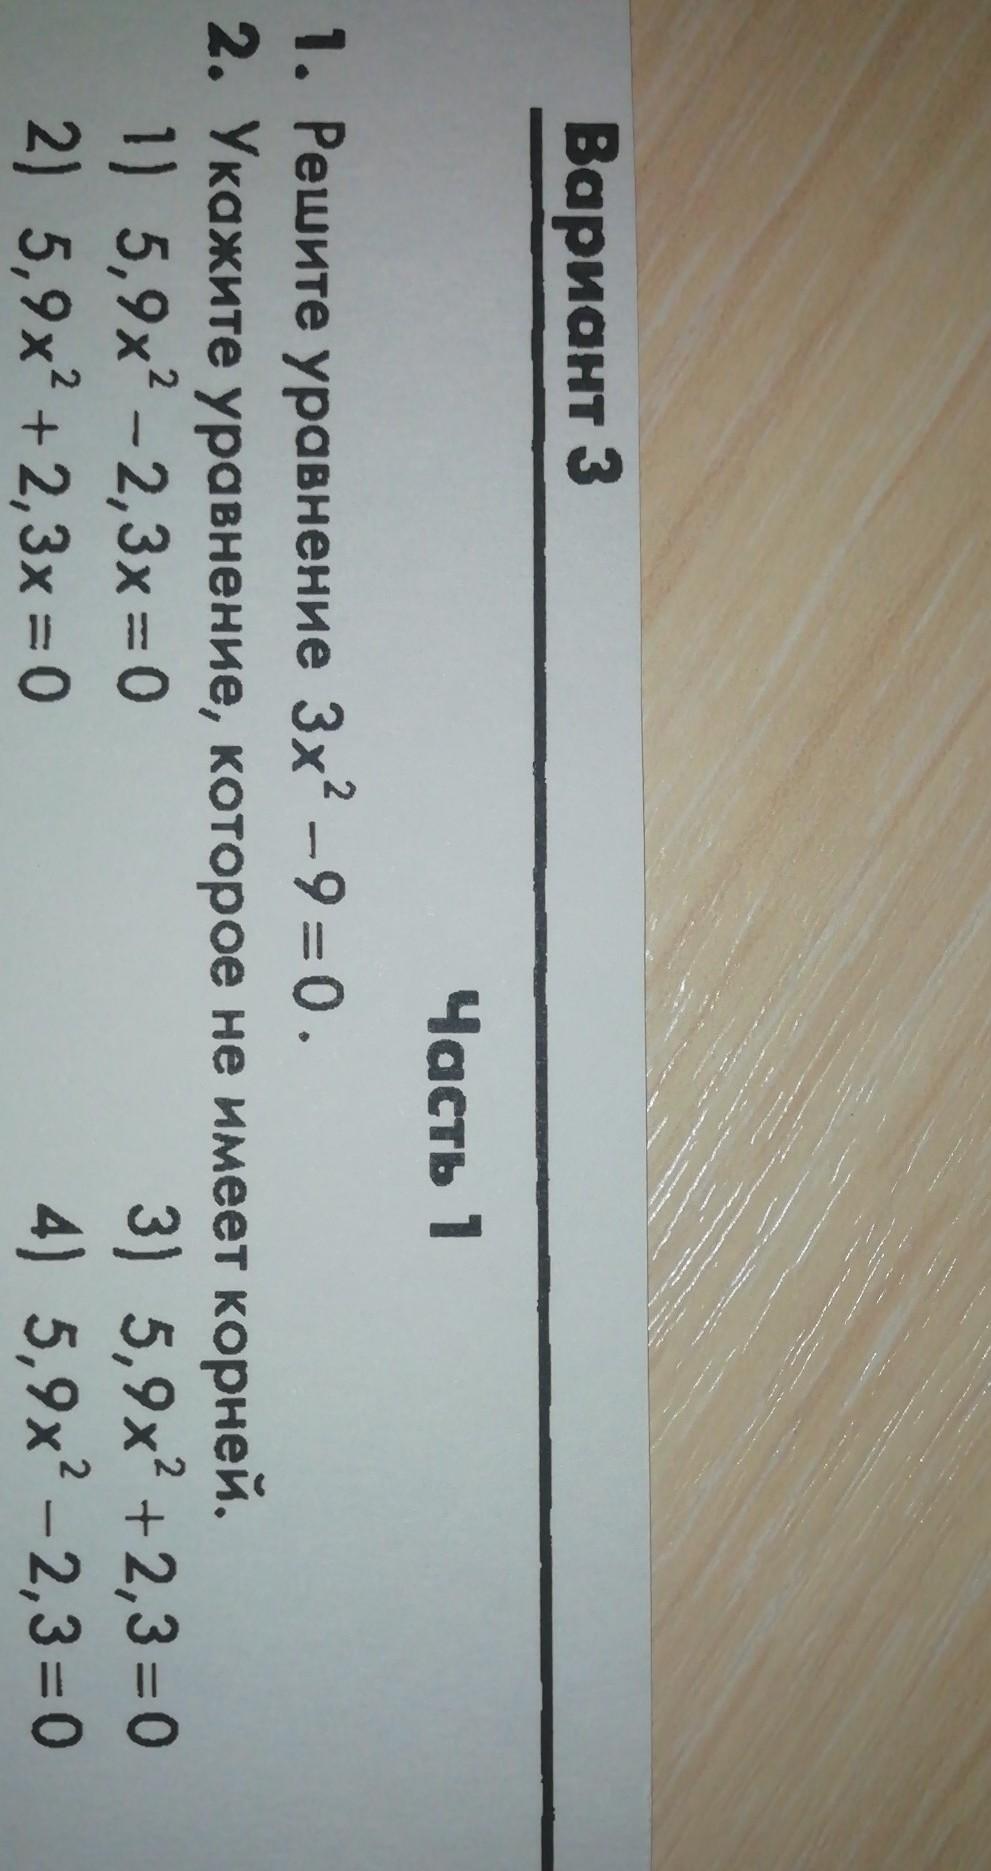 Вариант 3
Часть 1
1. Решите уравнение 3x² − 9 = 0.
2. Укажите уравнение, которое не имеет корней.
1) 5,9x² − 2,3x = 0 3) 5,9x² + 2,3 = 0
2) 5,9x² + 2,3x = 0 4) 5,9x² − 2,3 = 0